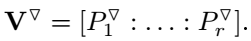 𝐕^▽ = [P_1^▽ : … : P_r^▽].